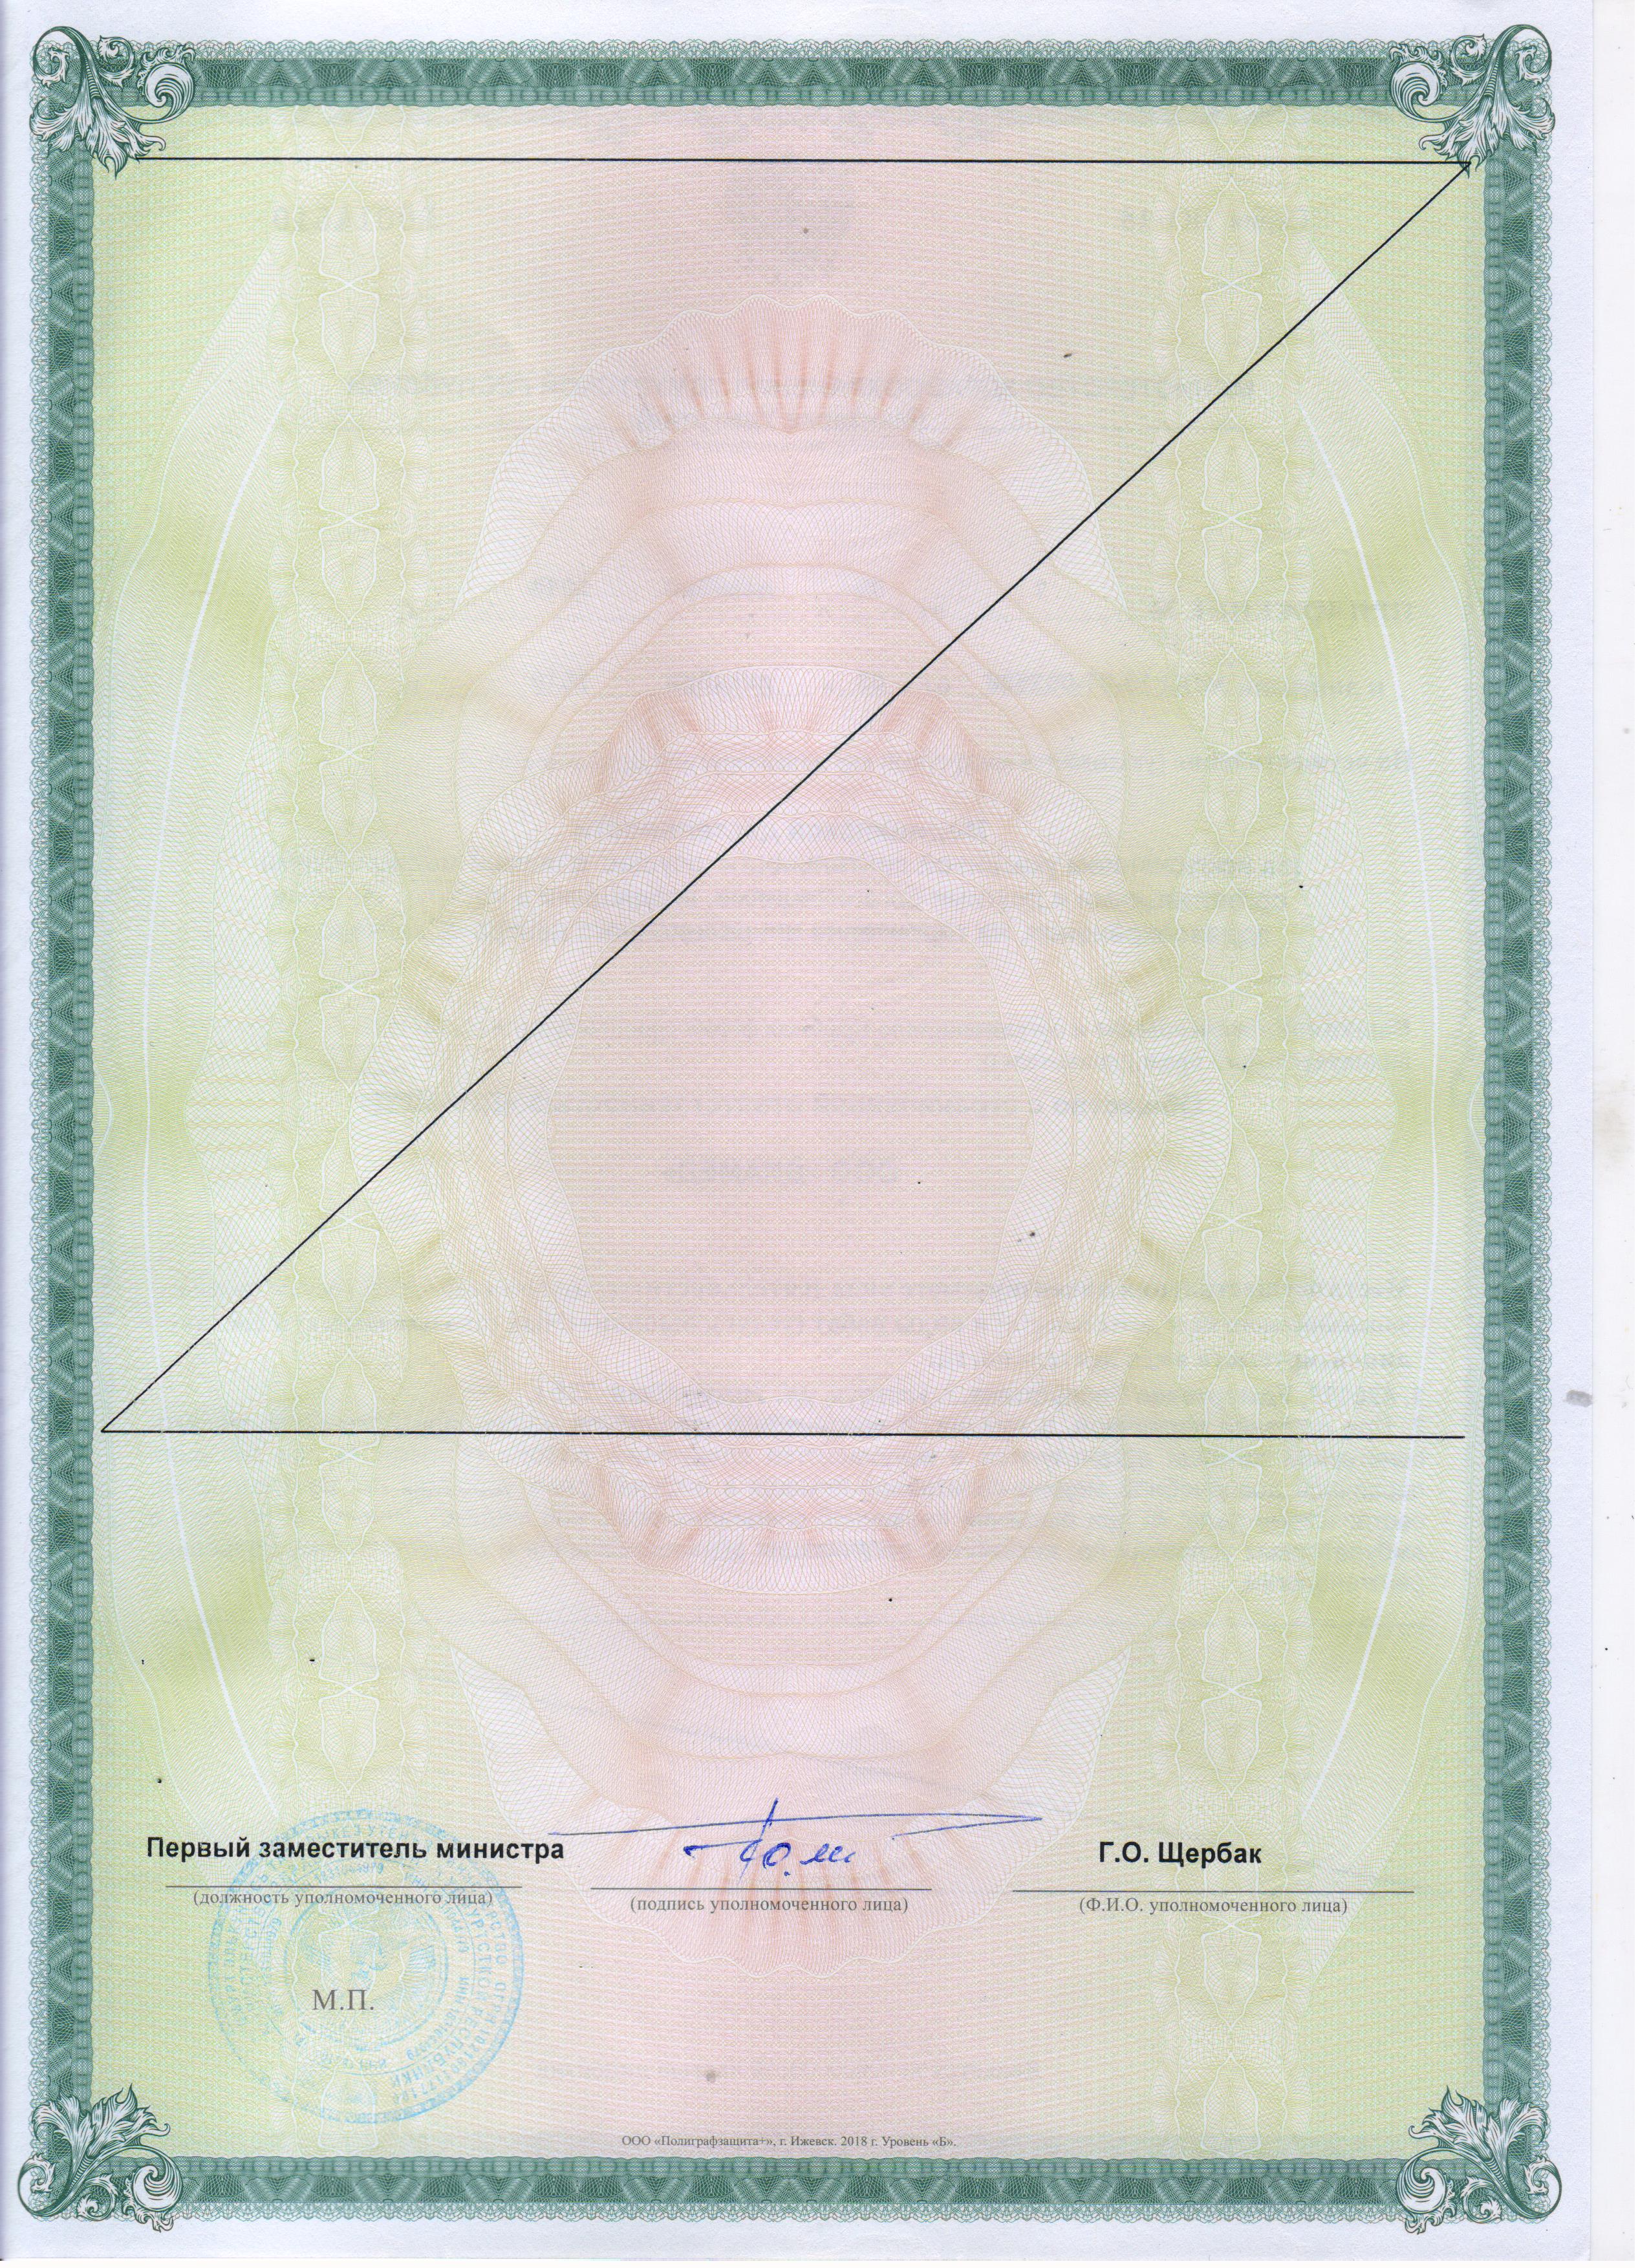 Первый заместитель министра
Г.О. Щербак
(должность уполномоченного лица)
(подпись уполномоченного лица)
(Ф.И.О. уполномоченного лица)
М.П.
ООО «Полиграфзащита+», г. Ижевск. 2018 г. Уровень «Б».